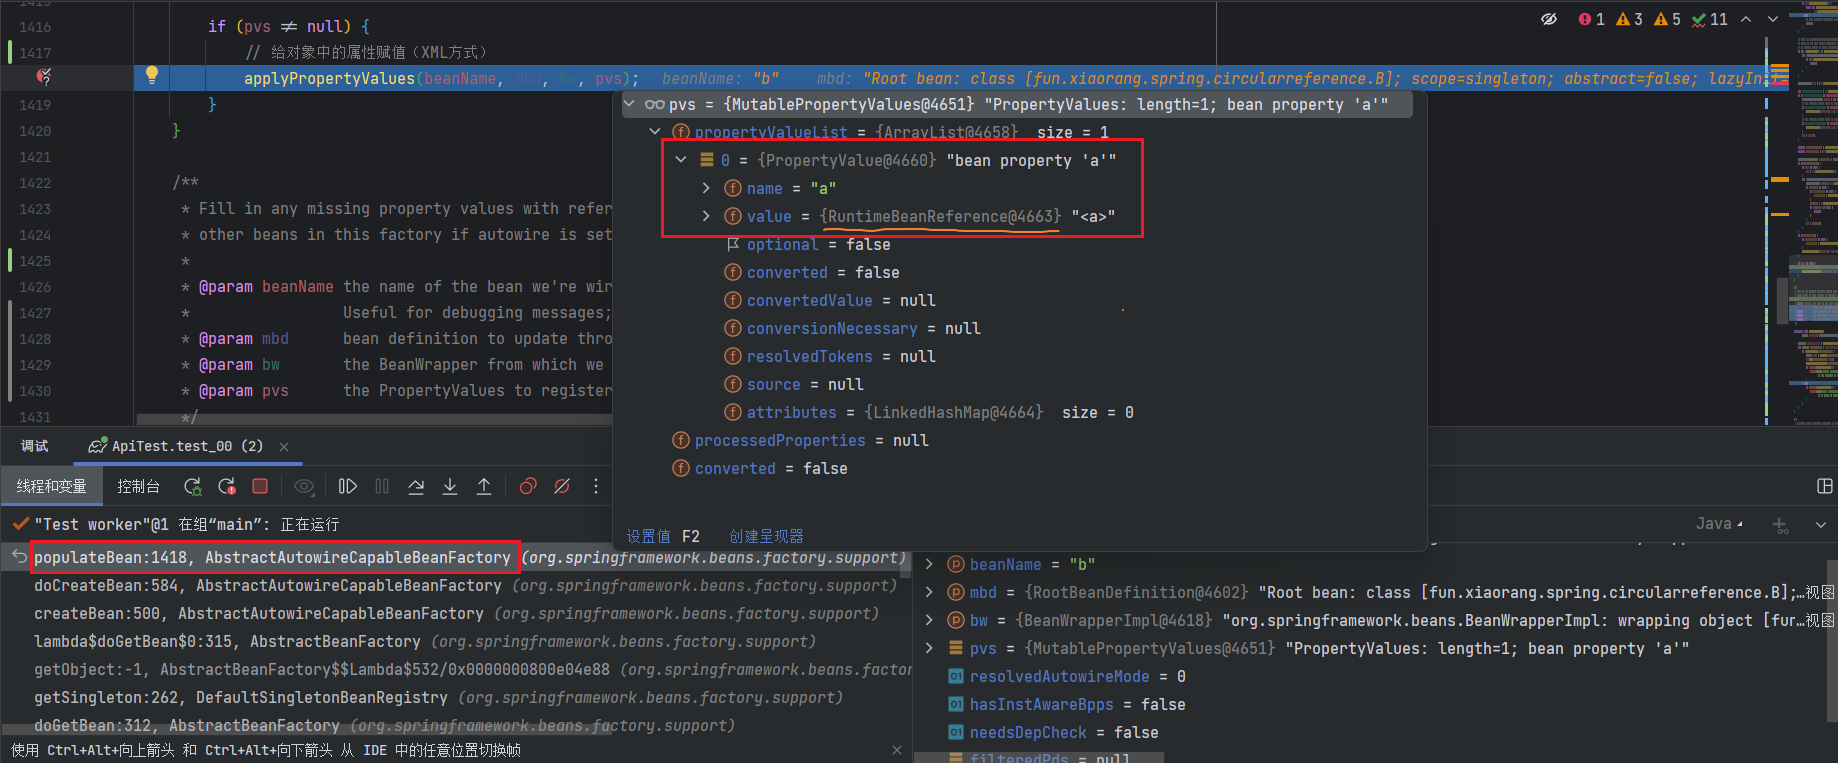 1415
1416 if (pvs ≠ null) {
1 3 5 11
1417 // 给对象中的属性赋值（XML方式）
applyPropertyValues(beanName, mbd, bw, pvs); beanName: "b" mbd: "Root bean: class [fun.xiaorang.spring.circularreference.B]; scope=singleton; abstract=false; lazyInit=
1419 }
1420 }
1421
1422 /**
1423 * Fill in any missing property values with refer
1424 * other beans in this factory if autowire is set
1425 *
1426 * @param beanName the name of the bean we're wir
1427 * Useful for debugging messages;
1428 * @param mbd bean definition to update thro
1429 * @param bw the BeanWrapper from which we
1430 * @param pvs the PropertyValues to register
1431 */
pvs = {MutablePropertyValues@4651} "PropertyValues: length=1; bean property 'a'"
propertyValueList = {ArrayList@4658} size = 1
0 = {PropertyValue@4660} "bean property 'a'"
name = "a"
value = {RuntimeBeanReference@4663} "<a>"
optional = false
converted = false
convertedValue = null
conversionNecessary = null
resolvedTokens = null
source = null
attributes = {LinkedHashMap@4664} size = 0
processedProperties = null
converted = false
设置值 F2 创建呈现器
调试 ApiTest.test_00 (2)
线程和变量 控制台
"Test worker"@1 在组“main”: 正在运行
populateBean:1418, AbstractAutowireCapableBeanFactory (org.springframework.beans.factory.support)
doCreateBean:584, AbstractAutowireCapableBeanFactory (org.springframework.beans.factory.support)
createBean:500, AbstractAutowireCapableBeanFactory (org.springframework.beans.factory.support)
lambda$doGetBean$0:315, AbstractBeanFactory (org.springframework.beans.factory.support)
getObject:-1, AbstractBeanFactory$$Lambda$532/0x0000000800e04e88 (org.springframework.beans.factor
getSingleton:262, DefaultSingletonBeanRegistry (org.springframework.beans.factory.support)
doGetBean:312, AbstractBeanFactory (org.springframework.beans.factory.support)
使用 Ctrl+Alt+向上箭头 和 Ctrl+Alt+向下箭头 从 IDE 中的任意位置切换帧
Java
beanName = "b"
mbd = {RootBeanDefinition@4602} "Root bean: class [fun.xiaorang.spring.circularreference.B];…视图
bw = {BeanWrapperImpl@4618} "org.springframework.beans.BeanWrapperImpl: wrapping object [fur…视图
pvs = {MutablePropertyValues@4651} "PropertyValues: length=1; bean property 'a'"
resolvedAutowireMode = 0
hasInstAwareBpps = false
needsDepCheck = false
filteredPds = null